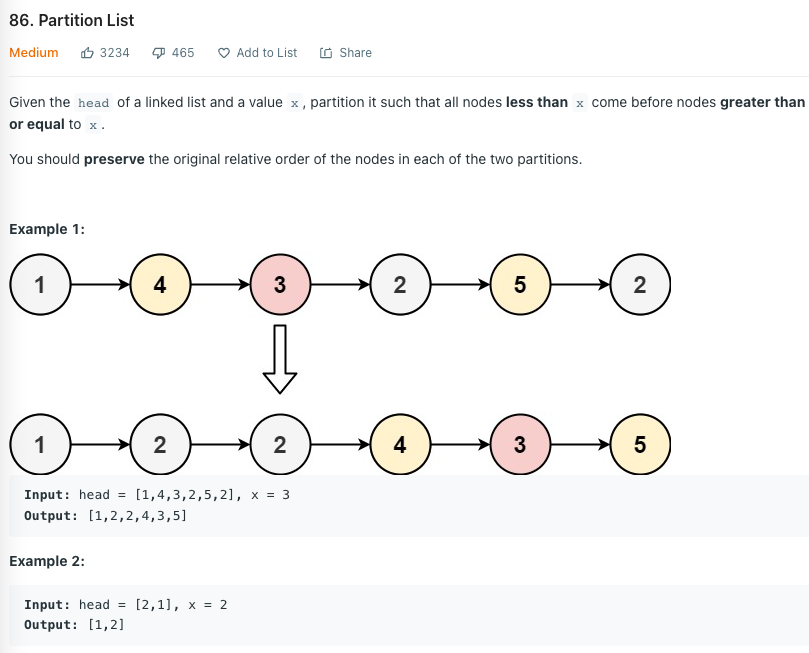 86. Partition List
Medium 3234 465 Add to List Share
Given the head of a linked list and a value x, partition it such that all nodes less than x come before nodes greater than
or equal to x.
You should preserve the original relative order of the nodes in each of the two partitions.
Example 1:
1 4 3 2 5 2
1 2 2 4 3 5
Input: head = [1,4,3,2,5,2], x = 3
Output: [1,2,2,4,3,5]
Example 2:
Input: head = [2,1], x = 2
Output: [1,2]